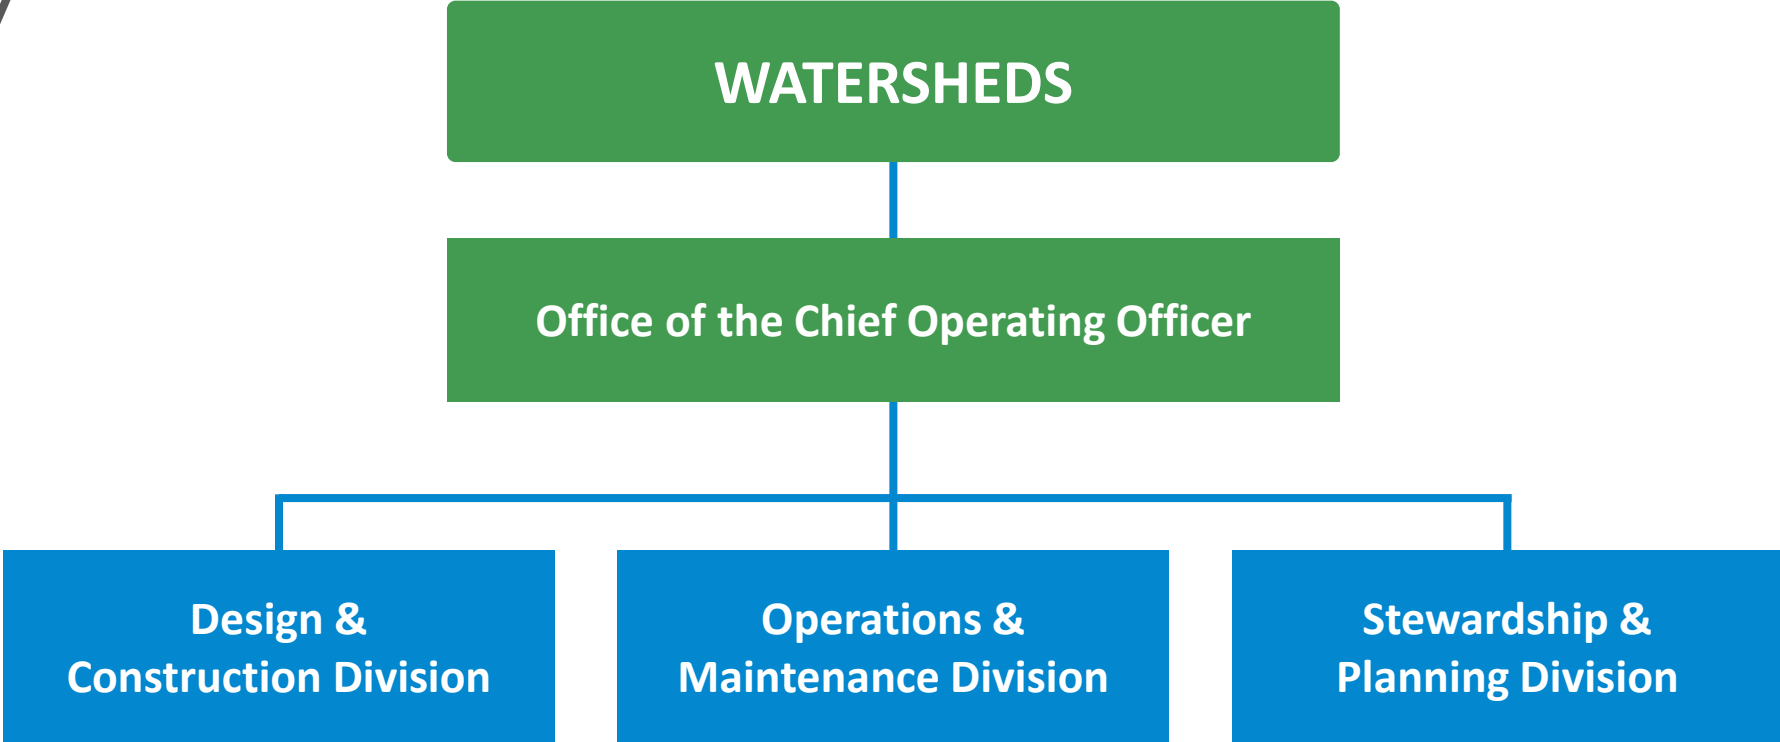 WATERSHEDS
Office of the Chief Operating Officer
Design &
Construction Division
Operations &
Maintenance Division
Stewardship &
Planning Division